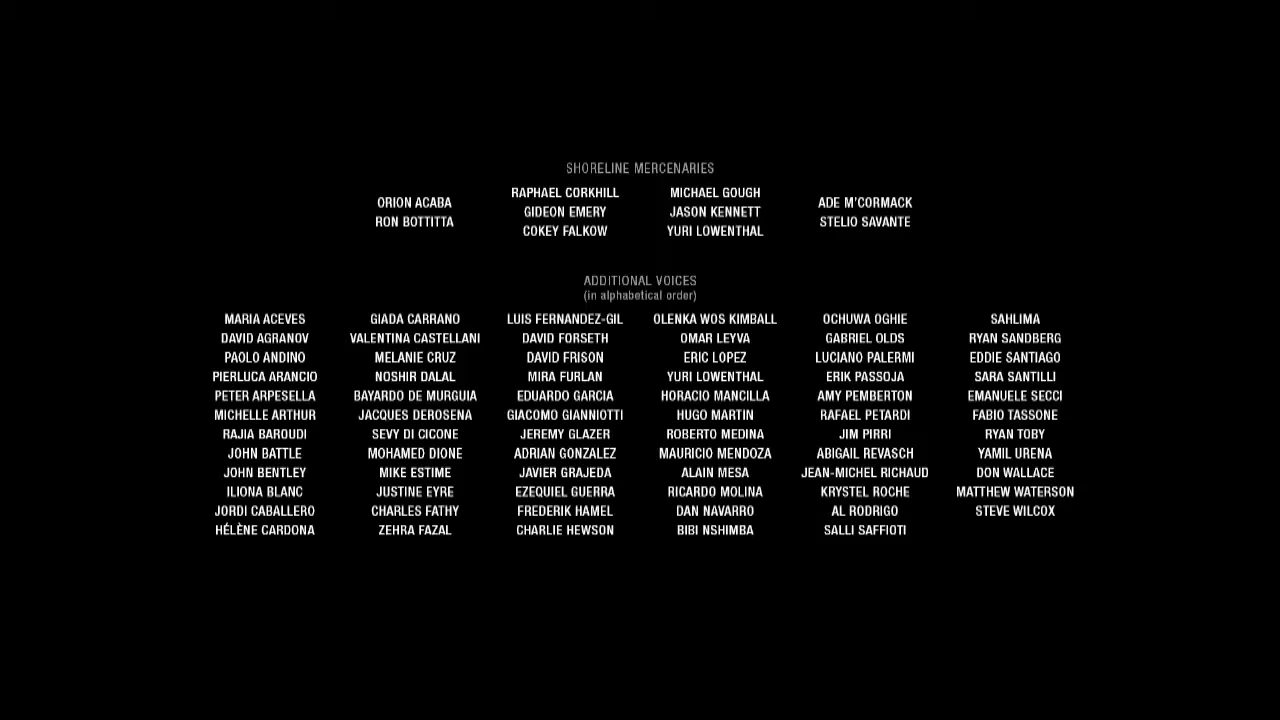 SHORELINE MERCENARIES
ORION ACABA
RON BOTTITTA
RAPHAEL CORKHILL
GIDEON EMERY
COKEY FALKOW
MICHAEL GOUGH
JASON KENNETT
YURI LOWENTHAL
ADE M'CORMACK
STELIO SAVANTE
ADDITIONAL VOICES
(in alphabetical order)
MARIA ACEVES
DAVID AGRANOV
PAOLO ANDINO
PIERLUCA ARANCIO
PETER ARPESELLA
MICHELLE ARTHUR
RAJIA BAROUDI
JOHN BATTLE
JOHN BENTLEY
ILIONA BLANC
JORDI CABALLERO
HÉLÈNE CARDONA
GIADA CARRANO
VALENTINA CASTELLANI
MELANIE CRUZ
NOSHIR DALAL
BAYARDO DE MURGUIA
JACQUES DEROSENA
SEVY DI CICONE
MOHAMED DIONE
MIKE ESTIME
JUSTINE EYRE
CHARLES FATHY
ZEHRA FAZAL
LUIS FERNANDEZ-GIL
DAVID FORSETH
DAVID FRISON
MIRA FURLAN
EDUARDO GARCIA
GIACOMO GIANNIOTTI
JEREMY GLAZER
ADRIAN GONZALEZ
JAVIER GRAJEDA
EZEQUIEL GUERRA
FREDERIK HAMEL
CHARLIE HEWSON
OLENKA WOS KIMBALL
OMAR LEYVA
ERIC LOPEZ
YURI LOWENTHAL
HORACIO MANCILLA
HUGO MARTIN
ROBERTO MEDINA
MAURICIO MENDOZA
ALAIN MESA
RICARDO MOLINA
DAN NAVARRO
BIBI NSHIMBA
OCHUWA OGHIE
GABRIEL OLDS
LUCIANO PALERMI
ERIK PASSOJA
AMY PEMBERTON
RAFAEL PETARDI
JIM PIRRI
ABIGAIL REVASCH
JEAN-MICHEL RICHAUD
KRYSTEL ROCHE
AL RODRIGO
SALLI SAFFIOTI
SAHLIMA
RYAN SANDBERG
EDDIE SANTIAGO
SARA SANTILLI
EMANUELE SECCI
FABIO TASSONE
RYAN TOBY
YAMIL URENA
DON WALLACE
MATTHEW WATERSON
STEVE WILCOX